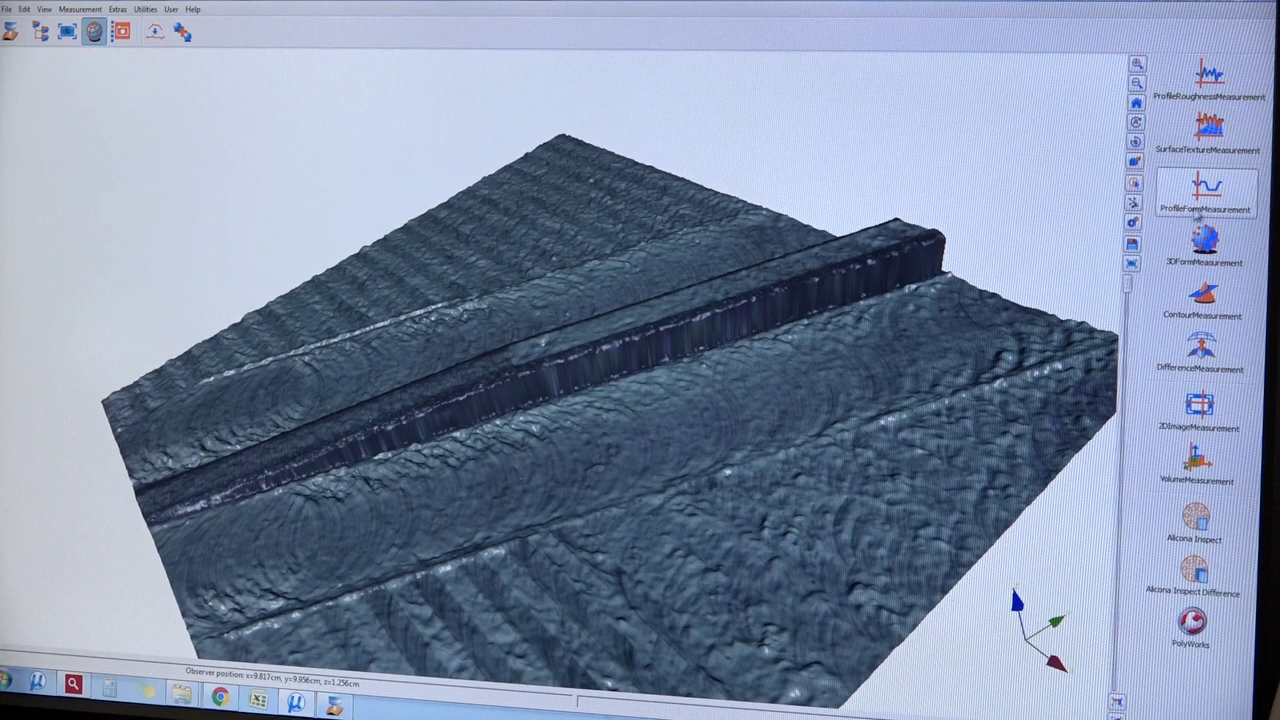 File Edit View Measurement Extras Utilities User Help
ProfileRoughnessMeasurement
SurfaceTextureMeasurement
ProfileFormMeasurement
3DFormMeasurement
ContourMeasurement
DifferenceMeasurement
2DImageMeasurement
VolumeMeasurement
Alicona Inspect
Alicona Inspect Difference
PolyWorks
Observer position: x=9.817cm, y=9.956cm, z=1.256cm